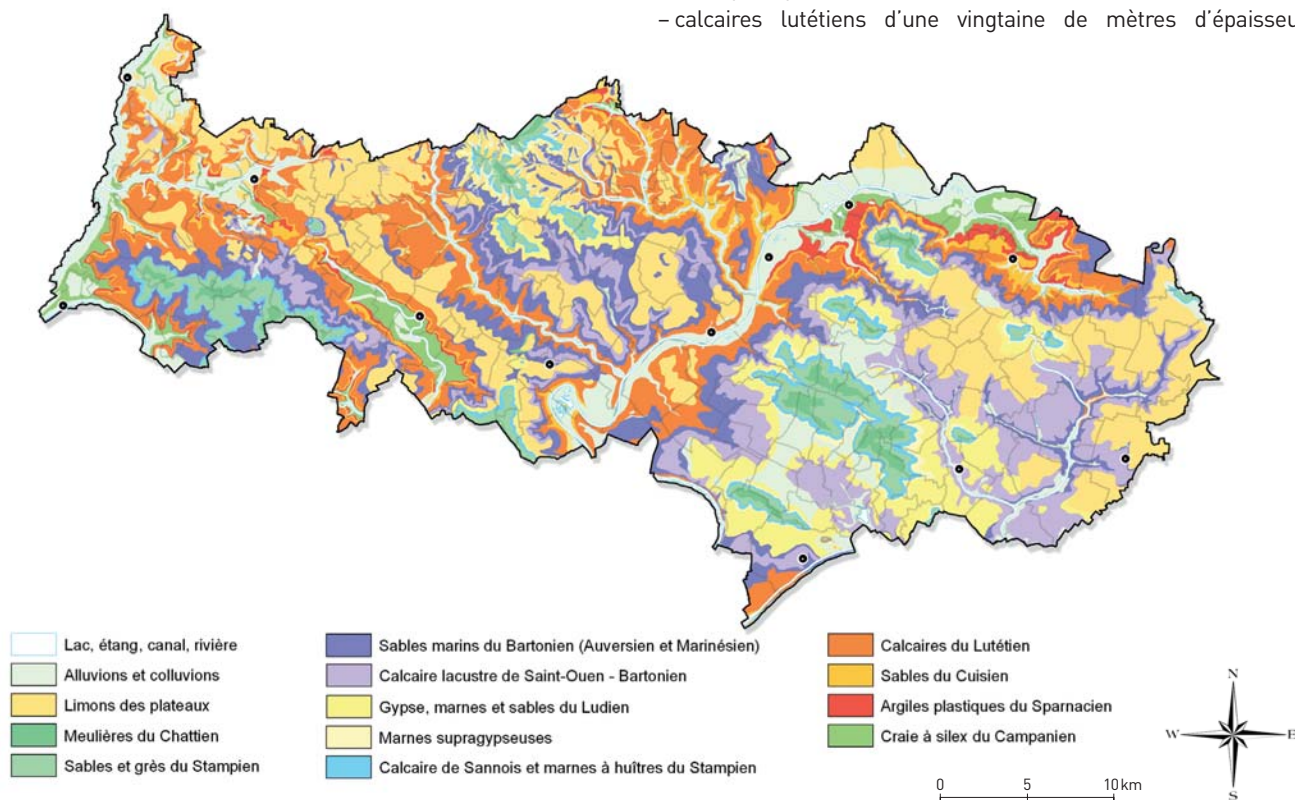 – calcaires lutétiens d'une vingtaine de mètres d'épaisseu
Lac, étang, canal, rivière
Alluvions et colluvions
Limons des plateaux
Meulières du Chattien
Sables et grès du Stampien
Sables marins du Bartonien (Auversien et Marinésien)
Calcaire lacustre de Saint-Ouen - Bartonien
Gypse, marnes et sables du Ludien
Marnes supragypseuses
Calcaire de Sannois et marnes à huîtres du Stampien
Calcaires du Lutétien
Sables du Cuisien
Argiles plastiques du Sparnacien
Craie à silex du Campanien
N
W E
S
0 5 10 km